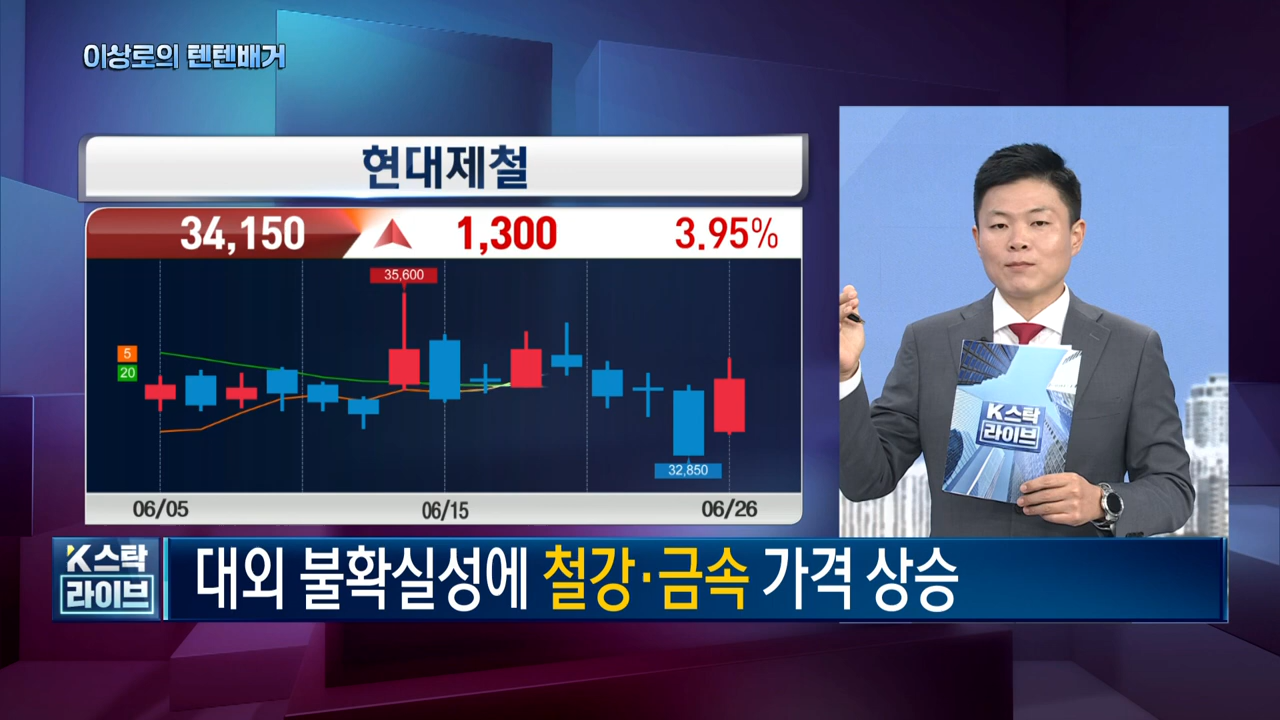 이상로의 텐텐배거
현대제철
34,150 1,300 3.95%
35,600
5
20
32,850
06/05 06/15 06/26
K스탁
라이브
K스탁
라이브
대외 불확실성에 철강·금속 가격 상승